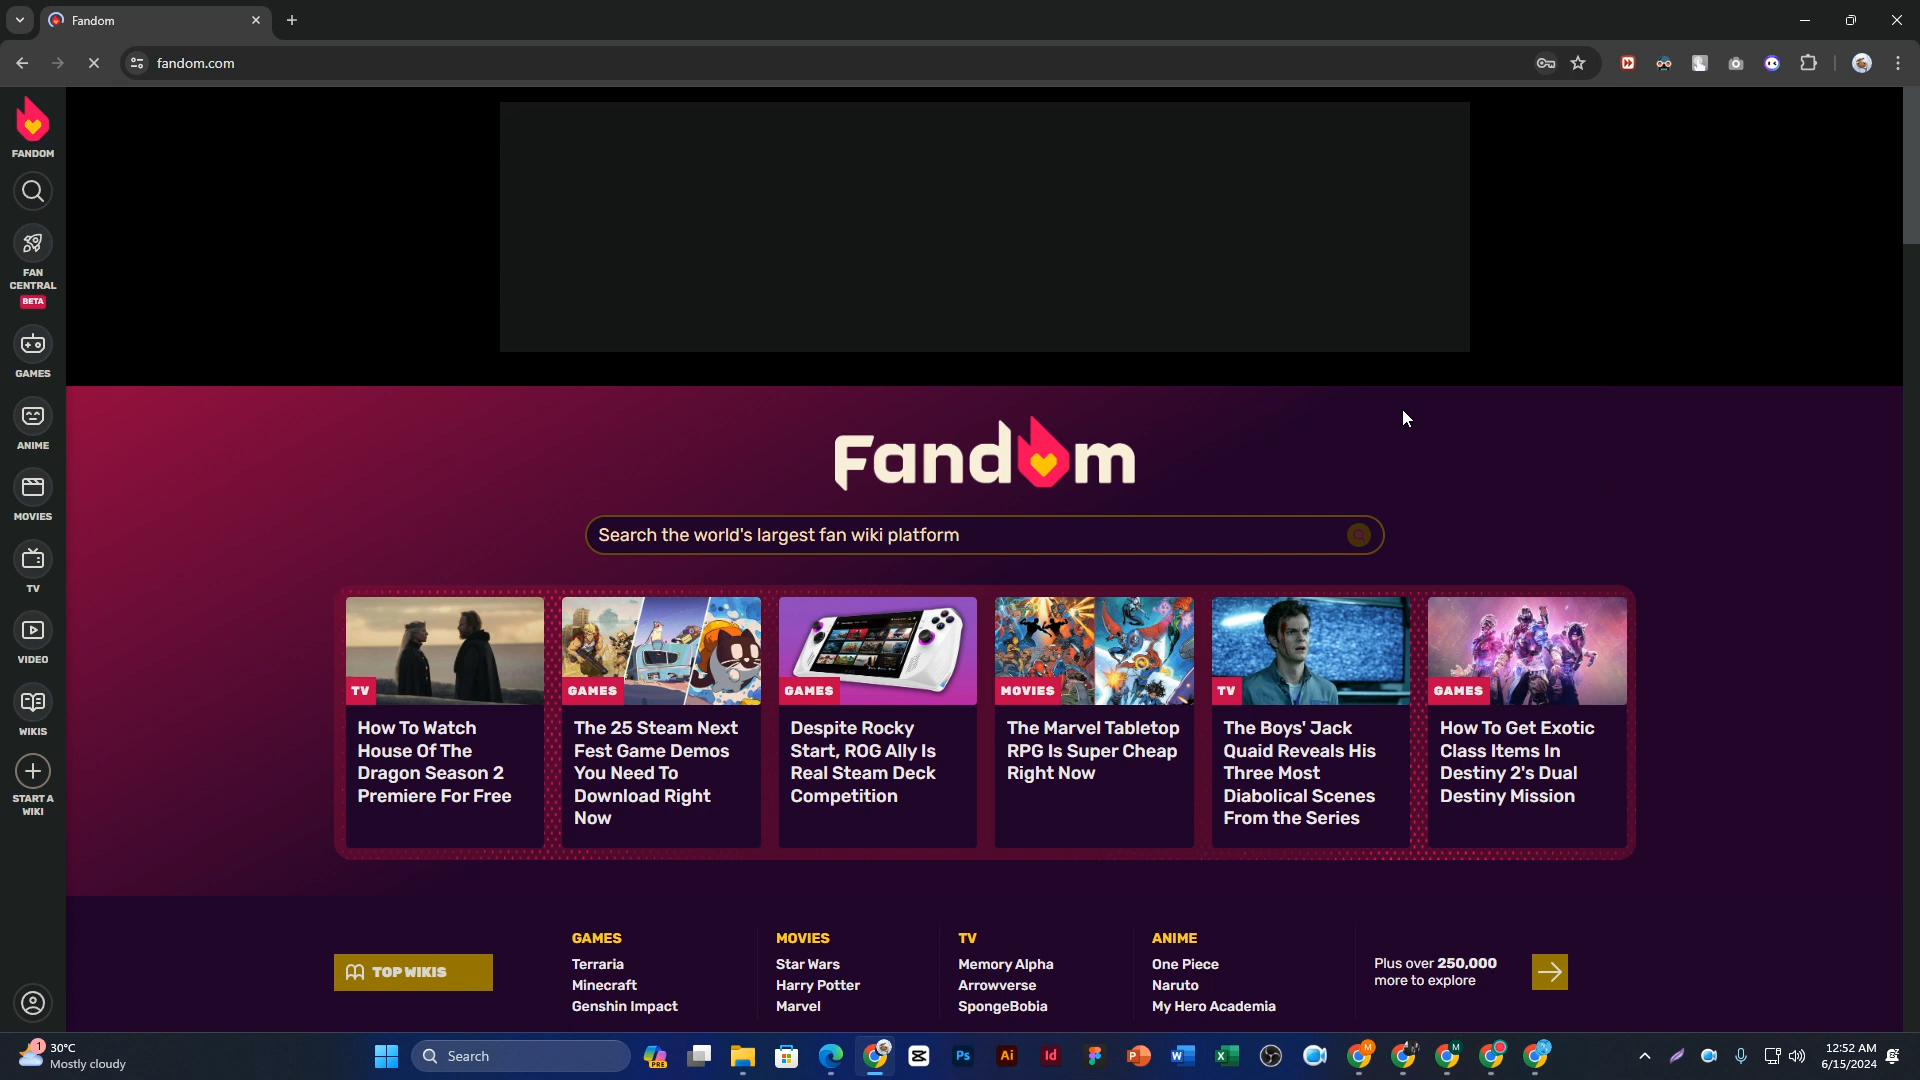 Fandom
fandom.com
FANDOM
FAN
CENTRAL
BETA
GAMES
ANIME
MOVIES
TV
VIDEO
WIKIS
START A
WIKI
Fandom
Search the world's largest fan wiki platform
TV
How To Watch
House Of The
Dragon Season 2
Premiere For Free
GAMES
The 25 Steam Next
Fest Game Demos
You Need To
Download Right
Now
GAMES
Despite Rocky
Start, ROG Ally Is
Real Steam Deck
Competition
MOVIES
The Marvel Tabletop
RPG Is Super Cheap
Right Now
TV
The Boys' Jack
Quaid Reveals His
Three Most
Diabolical Scenes
From the Series
GAMES
How To Get Exotic
Class Items In
Destiny 2's Dual
Destiny Mission
TOP WIKIS
GAMES
Terraria
Minecraft
Genshin Impact
MOVIES
Star Wars
Harry Potter
Marvel
TV
Memory Alpha
Arrowverse
SpongeBobia
ANIME
One Piece
Naruto
My Hero Academia
Plus over 250,000
more to explore
1
30°C
Mostly cloudy
Search
PRE
Ps
Ai
Id
M
M
12:52 AM
6/15/2024